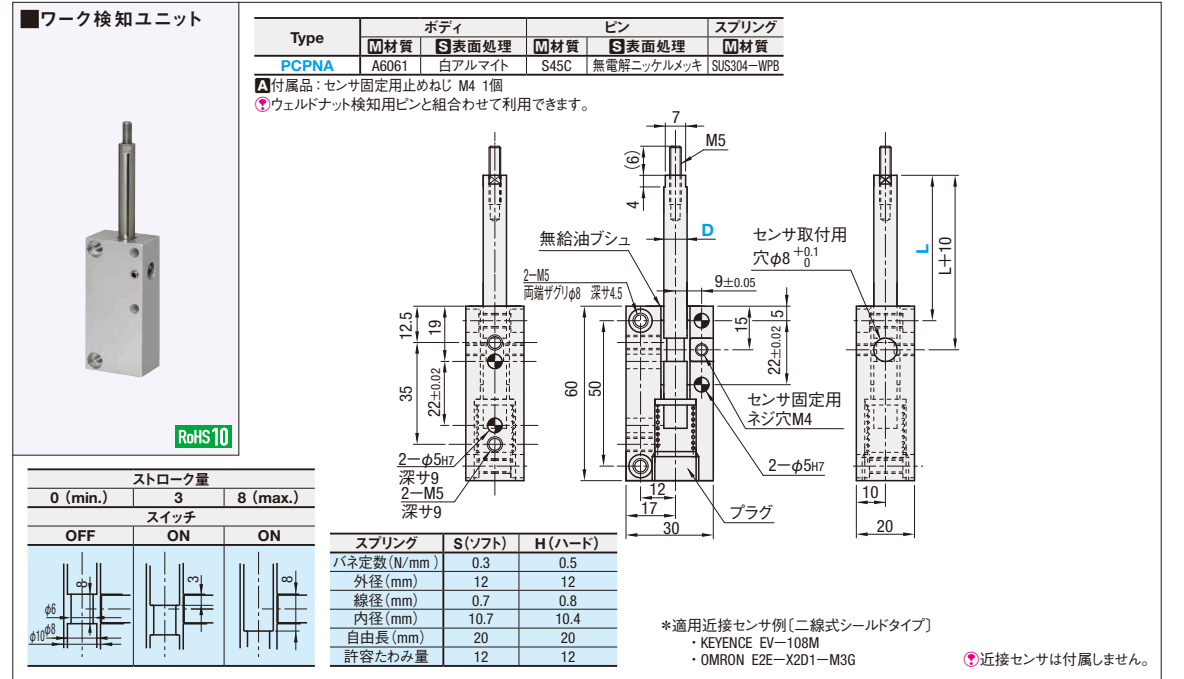 ■ワーク検知ユニット
RoHS10
Type ボディ ピン スプリング
M材質 S表面処理 M材質 S表面処理 M材質
PCPNA A6061 白アルマイト S45C 無電解ニッケルメッキ SUS304−WPB
A付属品：センサ固定用止めねじ M4 1個
ウェルドナット検知用ピンと組合わせて利用できます。
12.5
19
35
22±0.02
2−φ5H7
深サ9
2−M5
深サ9
7
M5
(6)
4
D
無給油ブシュ
2−M5
両端ザグリφ8 深サ4.5
9±0.05
60
50
15
5
22±0.02
センサ固定用
ネジ穴M4
2−φ5H7
12
17
30
プラグ
センサ取付用
穴φ8 +0.1 0
L
L+10
10
20
ストローク量
0（min.） 3 8（max.）
スイッチ
OFF ON ON
8
φ6
φ8
φ10
3
8
スプリング S（ソフト） H（ハード）
バネ定数（N/mm） 0.3 0.5
外径（mm） 12 12
線径（mm） 0.7 0.8
内径（mm） 10.7 10.4
自由長（mm） 20 20
許容たわみ量 12 12
＊適用近接センサ例〔二線式シールドタイプ〕
・KEYENCE EV−108M
・OMRON E2E−X2D1−M3G
近接センサは付属しません。